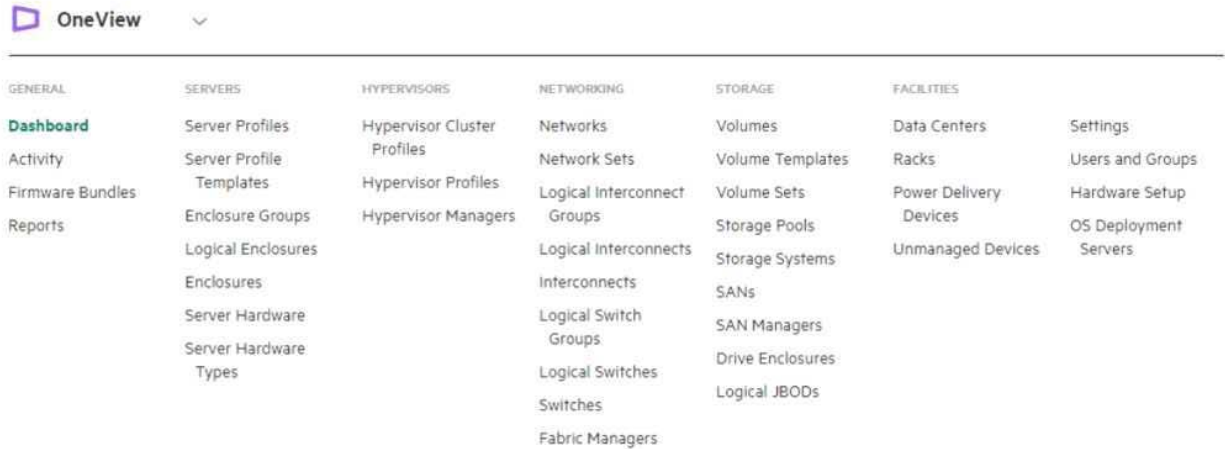 OneView
GENERAL
Dashboard
Activity
Firmware Bundles
Reports
SERVERS
Server Profiles
Server Profile
Templates
Enclosure Groups
Logical Enclosures
Enclosures
Server Hardware
Server Hardware
Types
HYPERVISORS
Hypervisor Cluster
Profiles
Hypervisor Profiles
Hypervisor Managers
NETWORKING
Networks
Network Sets
Logical Interconnect
Groups
Logical Interconnects
Interconnects
Logical Switch
Groups
Logical Switches
Switches
Fabric Managers
STORAGE
Volumes
Volume Templates
Volume Sets
Storage Pools
Storage Systems
SANs
SAN Managers
Drive Enclosures
Logical JBODs
FACILITIES
Data Centers
Racks
Power Delivery
Devices
Unmanaged Devices
Settings
Users and Groups
Hardware Setup
OS Deployment
Servers